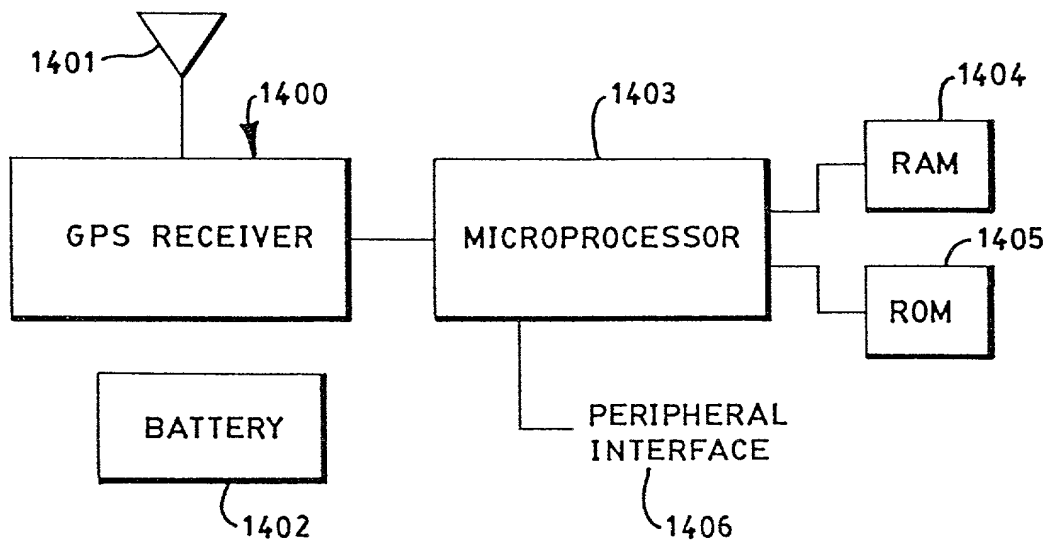 1401
1400
1403
1404
GPS RECEIVER
MICROPROCESSOR
RAM
1405
ROM
BATTERY
PERIPHERAL
INTERFACE
1402
1406